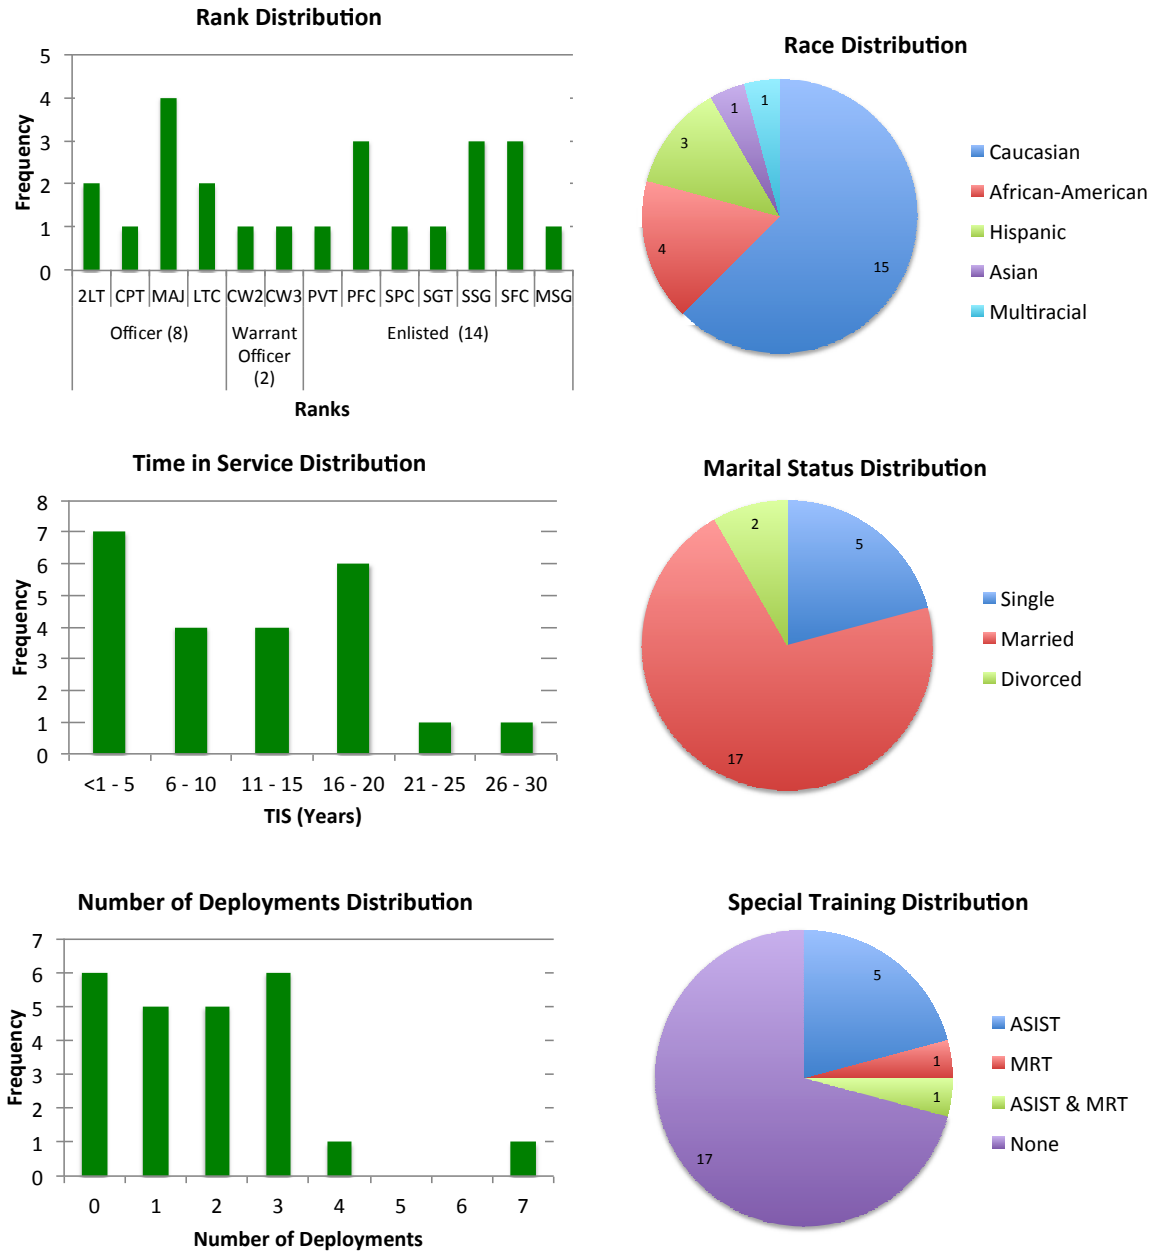 Rank Distribution
5
4
3
2
1
0
Frequency
2LT CPT MAJ LTC CW2 CW3 PVT PFC SPC SGT SSG SFC MSG
Officer (8)
Warrant
Officer
(2)
Enlisted (14)
Ranks
Race Distribution
1
1
3
4
15
Caucasian
African-American
Hispanic
Asian
Multiracial
Time in Service Distribution
8
7
6
5
4
3
2
1
0
Frequency
<1 - 5 6 - 10 11 - 15 16 - 20 21 - 25 26 - 30
TIS (Years)
Marital Status Distribution
2
5
17
Single
Married
Divorced
Number of Deployments Distribution
7
6
5
4
3
2
1
0
Frequency
0 1 2 3 4 5 6 7
Number of Deployments
Special Training Distribution
5
1
1
17
ASIST
MRT
ASIST & MRT
None